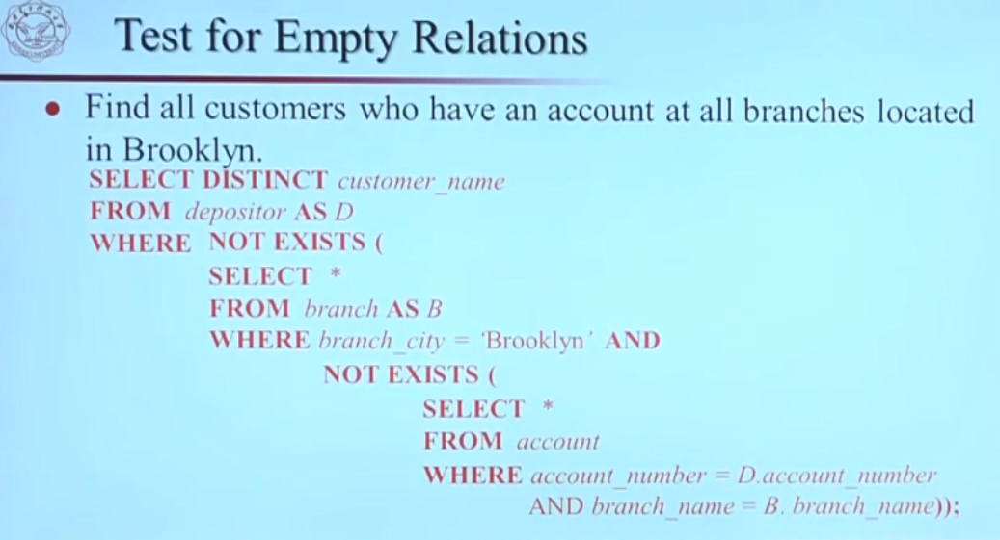 Test for Empty Relations
• Find all customers who have an account at all branches located
in Brooklyn.
SELECT DISTINCT customer_name
FROM depositor AS D
WHERE NOT EXISTS (
SELECT *
FROM branch AS B
WHERE branch_city = ‘Brooklyn’ AND
NOT EXISTS (
SELECT *
FROM account
WHERE account_number = D.account_number
AND branch_name = B. branch_name));